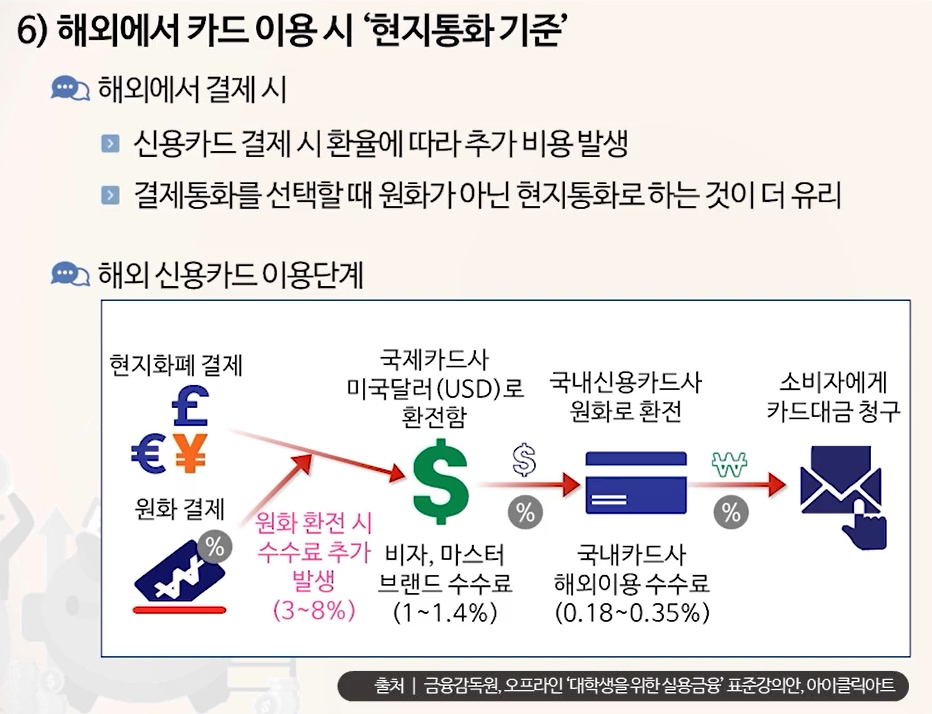 6) 해외에서 카드 이용 시 ‘현지통화 기준’
해외에서 결제 시
신용카드 결제 시 환율에 따라 추가 비용 발생
결제통화를 선택할 때 원화가 아닌 현지통화로 하는 것이 더 유리
해외 신용카드 이용단계
현지화폐 결제
£
€ ¥
원화 결제
₩ %
원화 환전 시
수수료 추가
발생
(3~8%)
국제카드사
미국달러(USD)로
환전함
$
비자, 마스터
브랜드 수수료
(1~1.4%)
$
%
국내신용카드사
원화로 환전
국내카드사
해외이용 수수료
(0.18~0.35%)
₩
%
소비자에게
카드대금 청구
출처 | 금융감독원, 오프라인 ‘대학생을 위한 실용금융’ 표준강의안, 아이클릭아트